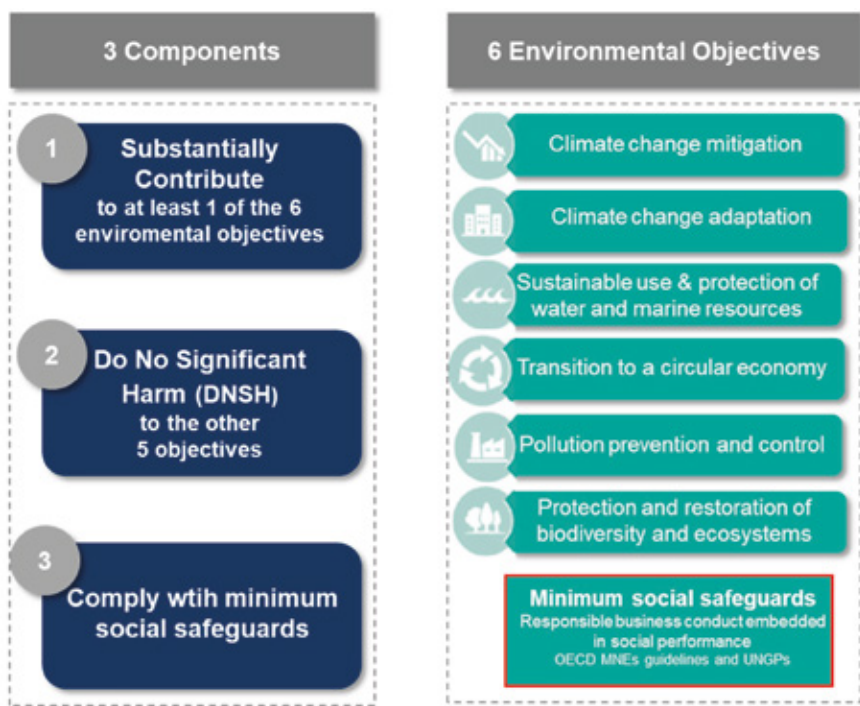 3 Components
1
Substantially
Contribute
to at least 1 of the 6
enviromental objectives
2
Do No Significant
Harm (DNSH)
to the other
5 objectives
3
Comply wtih minimum
social safeguards
6 Environmental Objectives
Climate change mitigation
Climate change adaptation
Sustainable use & protection of
water and marine resources
Transition to a circular economy
Pollution prevention and control
Protection and restoration of
biodiversity and ecosystems
Minimum social safeguards
Responsible business conduct embedded
in social performance
OECD MNEs guidelines and UNGPs